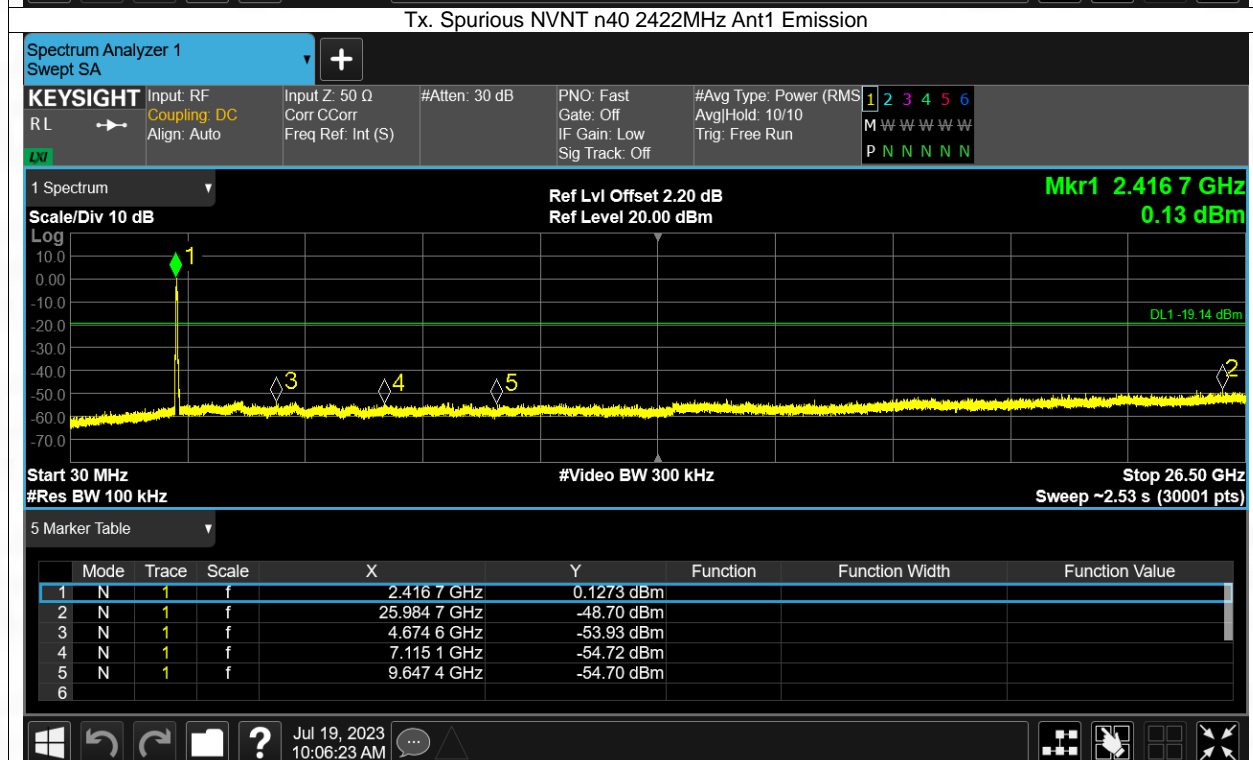 Tx. Spurious NVNT n40 2422MHz Ant1 Emission
Spectrum Analyzer 1
Swept SA
+
KEYSIGHT Input: RF Input Z: 50 Ω #Atten: 30 dB PNO: Fast #Avg Type: Power (RMS 1 2 3 4 5 6
RL Coupling: DC Corr CCorr Gate: Off Avg|Hold: 10/10 M W W W W W
Align: Auto Freq Ref: Int (S) IF Gain: Low Trig: Free Run
LXI Sig Track: Off P N N N N N
1 Spectrum Ref Lvl Offset 2.20 dB Mkr1 2.416 7 GHz
Scale/Div 10 dB Ref Level 20.00 dBm 0.13 dBm
Log
10.0 1
0.00
-10.0
-20.0 DL1 -19.14 dBm
-30.0
-40.0 3 4 5 2
-50.0
-60.0
-70.0
Start 30 MHz #Video BW 300 kHz Stop 26.50 GHz
#Res BW 100 kHz Sweep ~2.53 s (30001 pts)
5 Marker Table
Mode Trace Scale X Y Function Function Width Function Value
1 N 1 f 2.416 7 GHz 0.1273 dBm
2 N 1 f 25.984 7 GHz -48.70 dBm
3 N 1 f 4.674 6 GHz -53.93 dBm
4 N 1 f 7.115 1 GHz -54.72 dBm
5 N 1 f 9.647 4 GHz -54.70 dBm
6
? Jul 19, 2023
10:06:23 AM